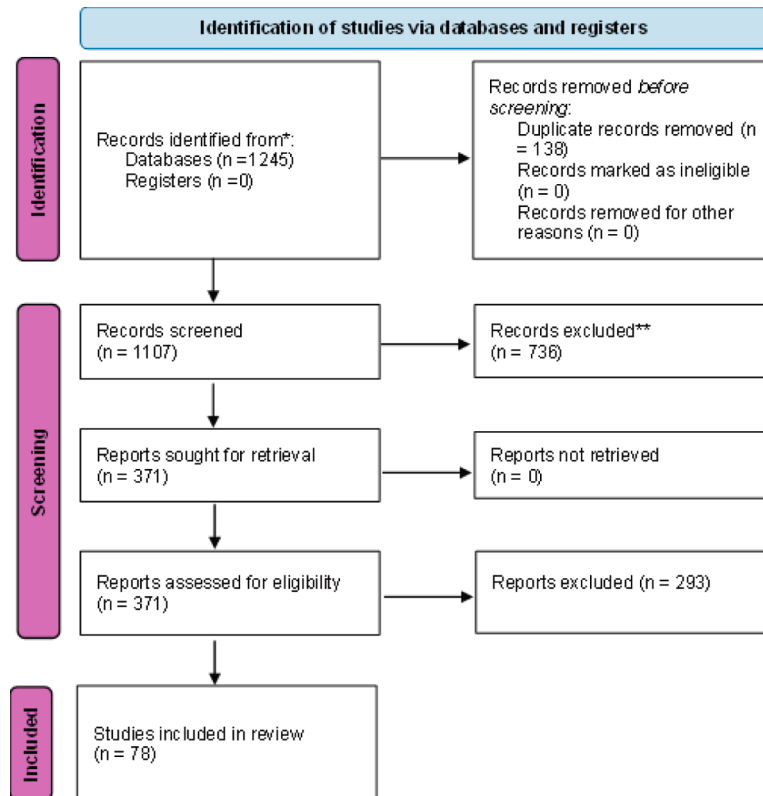 Identification of studies via databases and registers
Identification
Records identified from*:
Databases (n =1245)
Registers (n =0)
Records removed before
screening:
Duplicate records removed (n
= 138)
Records marked as ineligible
(n = 0)
Records removed for other
reasons (n = 0)
Screening
Records screened
(n = 1107)
Records excluded**
(n = 736)
Reports sought for retrieval
(n = 371)
Reports not retrieved
(n = 0)
Reports assessed for eligibility
(n = 371)
Reports excluded (n = 293)
Included
Studies included in review
(n = 78)